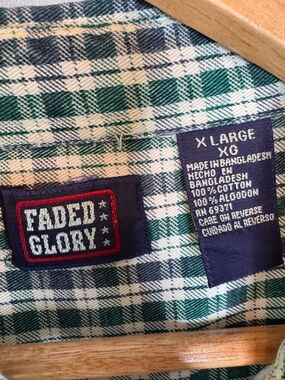 FADED
GLORY
X LARGE
XG
MADE IN BANGLADESH
HECHO EN
BANGLADESH
100% COTTON
100% ALGODON
RN 69371
CARE ON REVERSE
CUIDADO AL REVERSO